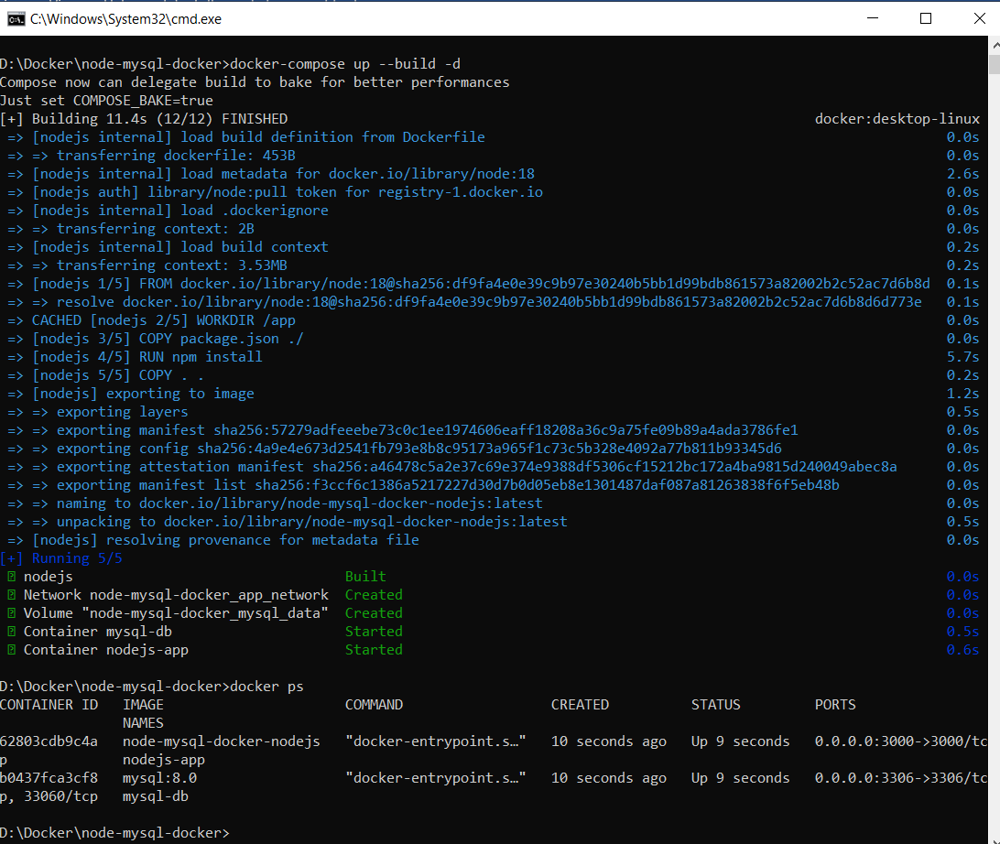 C:\Windows\System32\cmd.exe
D:\Docker\node-mysql-docker>docker-compose up --build -d
Compose now can delegate build to bake for better performances
Just set COMPOSE_BAKE=true
[+] Building 11.4s (12/12) FINISHED docker:desktop-linux
=> [nodejs internal] load build definition from Dockerfile 0.0s
=> => transferring dockerfile: 453B 0.0s
=> [nodejs internal] load metadata for docker.io/library/node:18 2.6s
=> [nodejs auth] library/node:pull token for registry-1.docker.io 0.0s
=> [nodejs internal] load .dockerignore 0.0s
=> => transferring context: 2B 0.0s
=> [nodejs internal] load build context 0.2s
=> => transferring context: 3.53MB 0.2s
=> [nodejs 1/5] FROM docker.io/library/node:18@sha256:df9fa4e0e39c9b97e30240b5bb1d99bdb861573a82002b2c52ac7d6b8d 0.1s
=> => resolve docker.io/library/node:18@sha256:df9fa4e0e39c9b97e30240b5bb1d99bdb861573a82002b2c52ac7d6b8d6d773e 0.1s
=> CACHED [nodejs 2/5] WORKDIR /app 0.0s
=> [nodejs 3/5] COPY package.json ./ 0.0s
=> [nodejs 4/5] RUN npm install 5.7s
=> [nodejs 5/5] COPY . . 0.2s
=> [nodejs] exporting to image 1.2s
=> => exporting layers 0.5s
=> => exporting manifest sha256:57279adfeeebe73c0c1ee1974606eaff18208a36c9a75fe09b89a4ada3786fe1 0.0s
=> => exporting config sha256:4a9e4e673d2541fb793e8b8c95173a965f1c73c5b328e4092a77b811b93345d6 0.0s
=> => exporting attestation manifest sha256:a46478c5a2e37c69e374e9388df5306cf15212bc172a4ba9815d240049abec8a 0.0s
=> => exporting manifest list sha256:f3ccf6c1386a5217227d30d7b0d05eb8e1301487daf087a81263838f6f5eb48b 0.0s
=> => naming to docker.io/library/node-mysql-docker-nodejs:latest 0.0s
=> => unpacking to docker.io/library/node-mysql-docker-nodejs:latest 0.5s
=> [nodejs] resolving provenance for metadata file 0.0s
[+] Running 5/5
nodejs Built 0.0s
Network node-mysql-docker_app_network Created 0.0s
Volume "node-mysql-docker_mysql_data" Created 0.0s
Container mysql-db Started 0.5s
Container nodejs-app Started 0.6s
D:\Docker\node-mysql-docker>docker ps
CONTAINER ID IMAGE COMMAND CREATED STATUS PORTS
NAMES
62803cdb9c4a node-mysql-docker-nodejs "docker-entrypoint.s…" 10 seconds ago Up 9 seconds 0.0.0.0:3000->3000/tc
p nodejs-app
b0437fca3cf8 mysql:8.0 "docker-entrypoint.s…" 10 seconds ago Up 9 seconds 0.0.0.0:3306->3306/tc
p, 33060/tcp mysql-db
D:\Docker\node-mysql-docker>